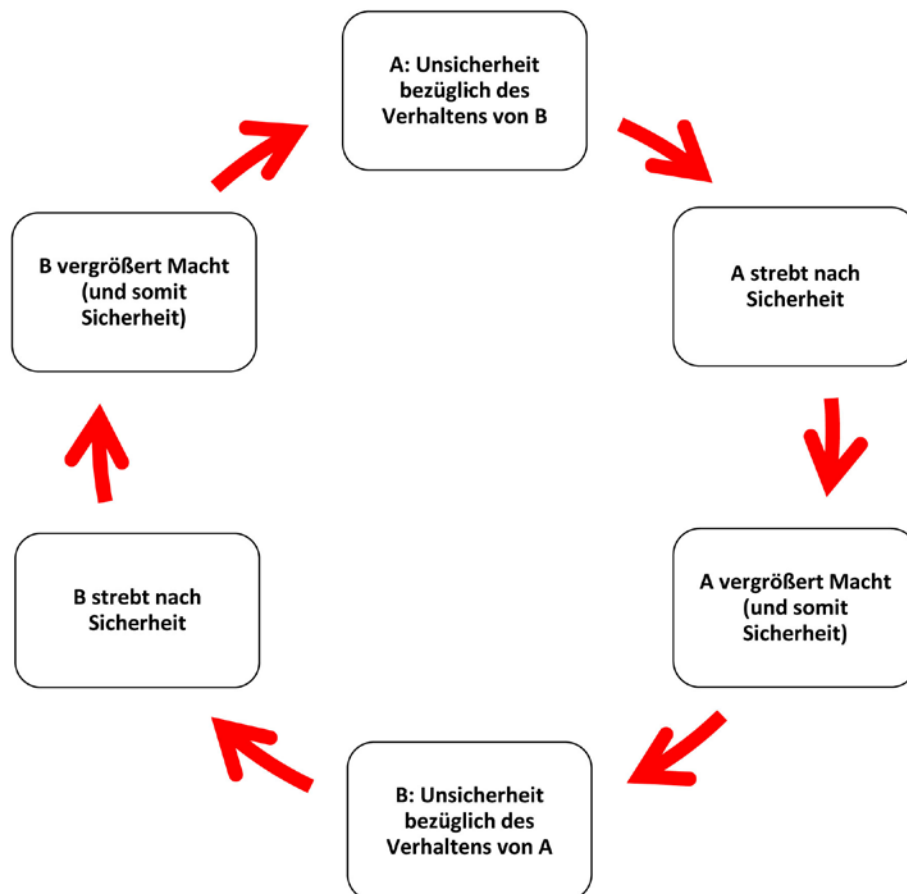 A: Unsicherheit
bezüglich des
Verhaltens von B
A strebt nach
Sicherheit
A vergrößert Macht
(und somit
Sicherheit)
B: Unsicherheit
bezüglich des
Verhaltens von A
B strebt nach
Sicherheit
B vergrößert Macht
(und somit
Sicherheit)